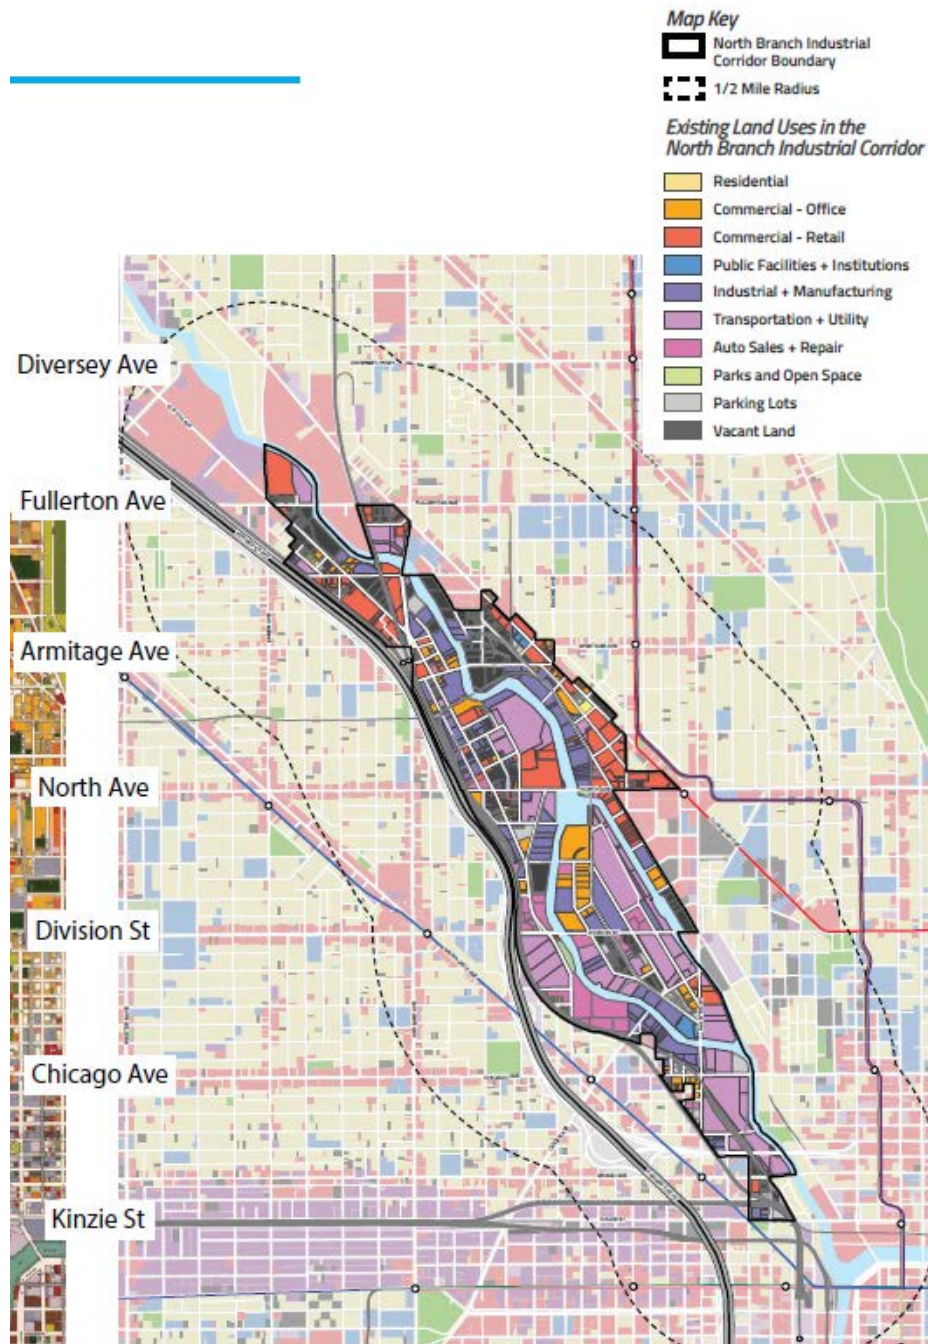 Map Key
North Branch Industrial
Corridor Boundary
1/2 Mile Radius
Existing Land Uses in the
North Branch Industrial Corridor
Residential
Commercial - Office
Commercial - Retail
Public Facilities + Institutions
Industrial + Manufacturing
Transportation + Utility
Auto Sales + Repair
Parks and Open Space
Parking Lots
Vacant Land
Diversey Ave
Fullerton Ave
Armitage Ave
North Ave
Division St
Chicago Ave
Kinzie St